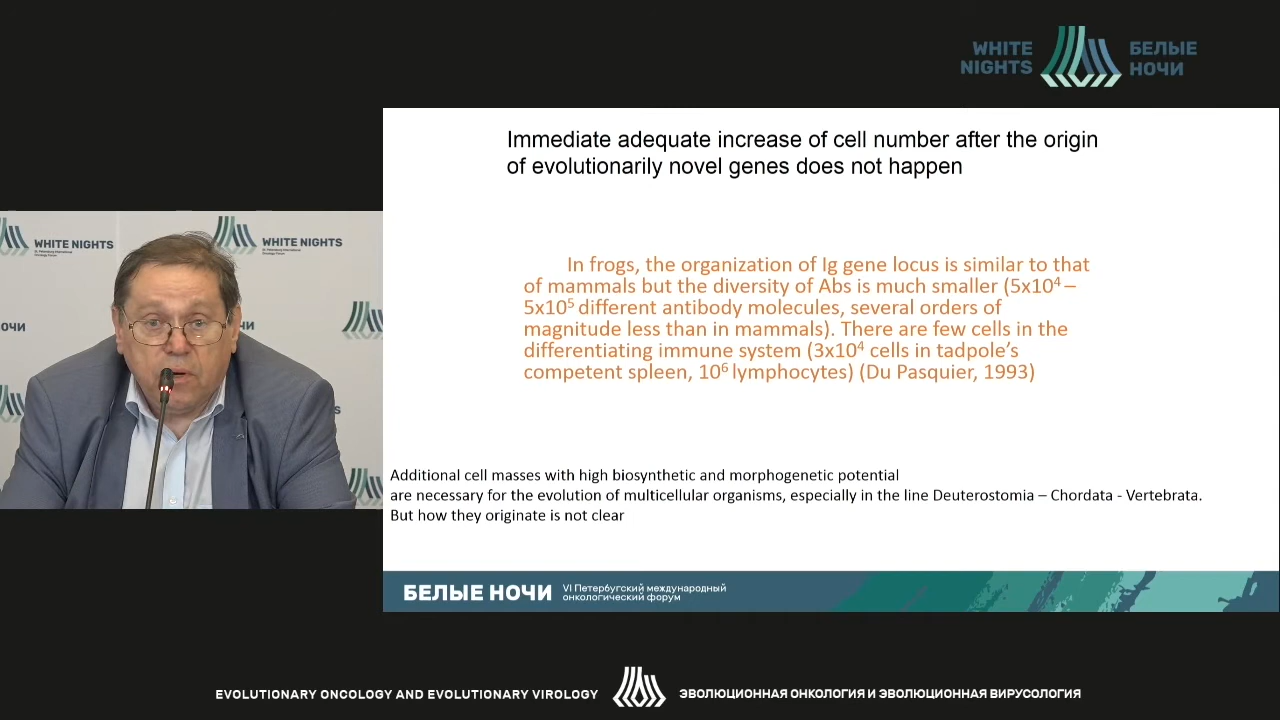 WHITE
NIGHTS
БЕЛЫЕ
НОЧИ
Immediate adequate increase of cell number after the origin
of evolutionarily novel genes does not happen
In frogs, the organization of Ig gene locus is similar to that
of mammals but the diversity of Abs is much smaller (5x10⁴ –
5x10⁵ different antibody molecules, several orders of
magnitude less than in mammals). There are few cells in the
differentiating immune system (3x10⁴ cells in tadpole’s
competent spleen, 10⁶ lymphocytes) (Du Pasquier, 1993)
Additional cell masses with high biosynthetic and morphogenetic potential
are necessary for the evolution of multicellular organisms, especially in the line Deuterostomia – Chordata - Vertebrata.
But how they originate is not clear
БЕЛЫЕ НОЧИ
VI Петербугский международный
онкологический форум
WHITE NIGHTS
WHITE NIGHTS
EVOLUTIONARY ONCOLOGY AND EVOLUTIONARY VIROLOGY
ЭВОЛЮЦИОННАЯ ОНКОЛОГИЯ И ЭВОЛЮЦИОННАЯ ВИРУСОЛОГИЯ